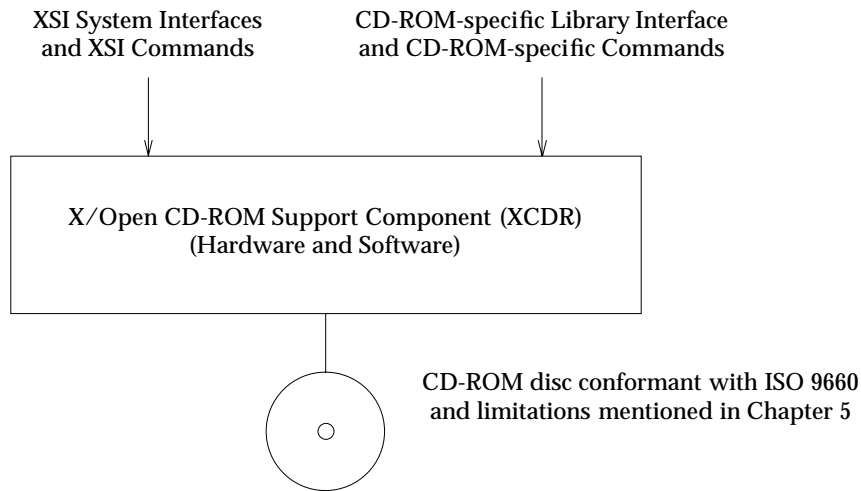 XSI System Interfaces
and XSI Commands
CD-ROM-specific Library Interface
and CD-ROM-specific Commands
X/Open CD-ROM Support Component (XCDR)
(Hardware and Software)
CD-ROM disc conformant with ISO 9660
and limitations mentioned in Chapter 5